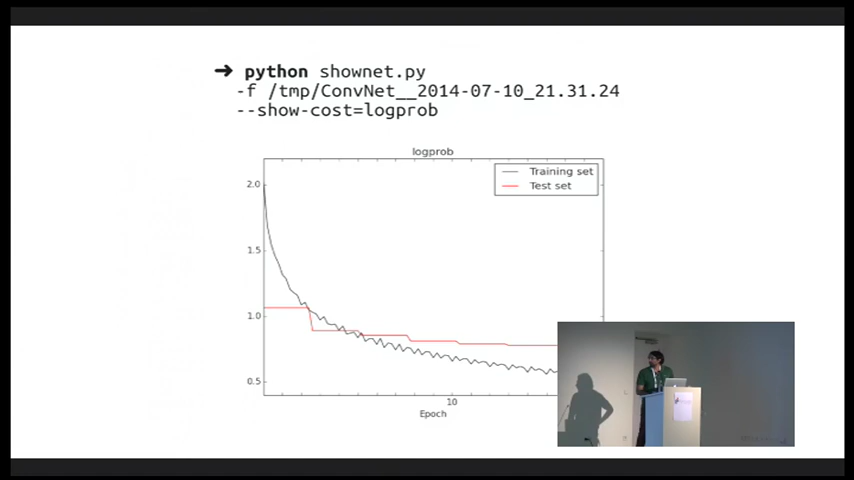 ➜ python shownet.py
-f /tmp/ConvNet__2014-07-10_21.31.24
--show-cost=logprob
logprob
Training set
Test set
2.0
1.5
1.0
0.5
10
Epoch